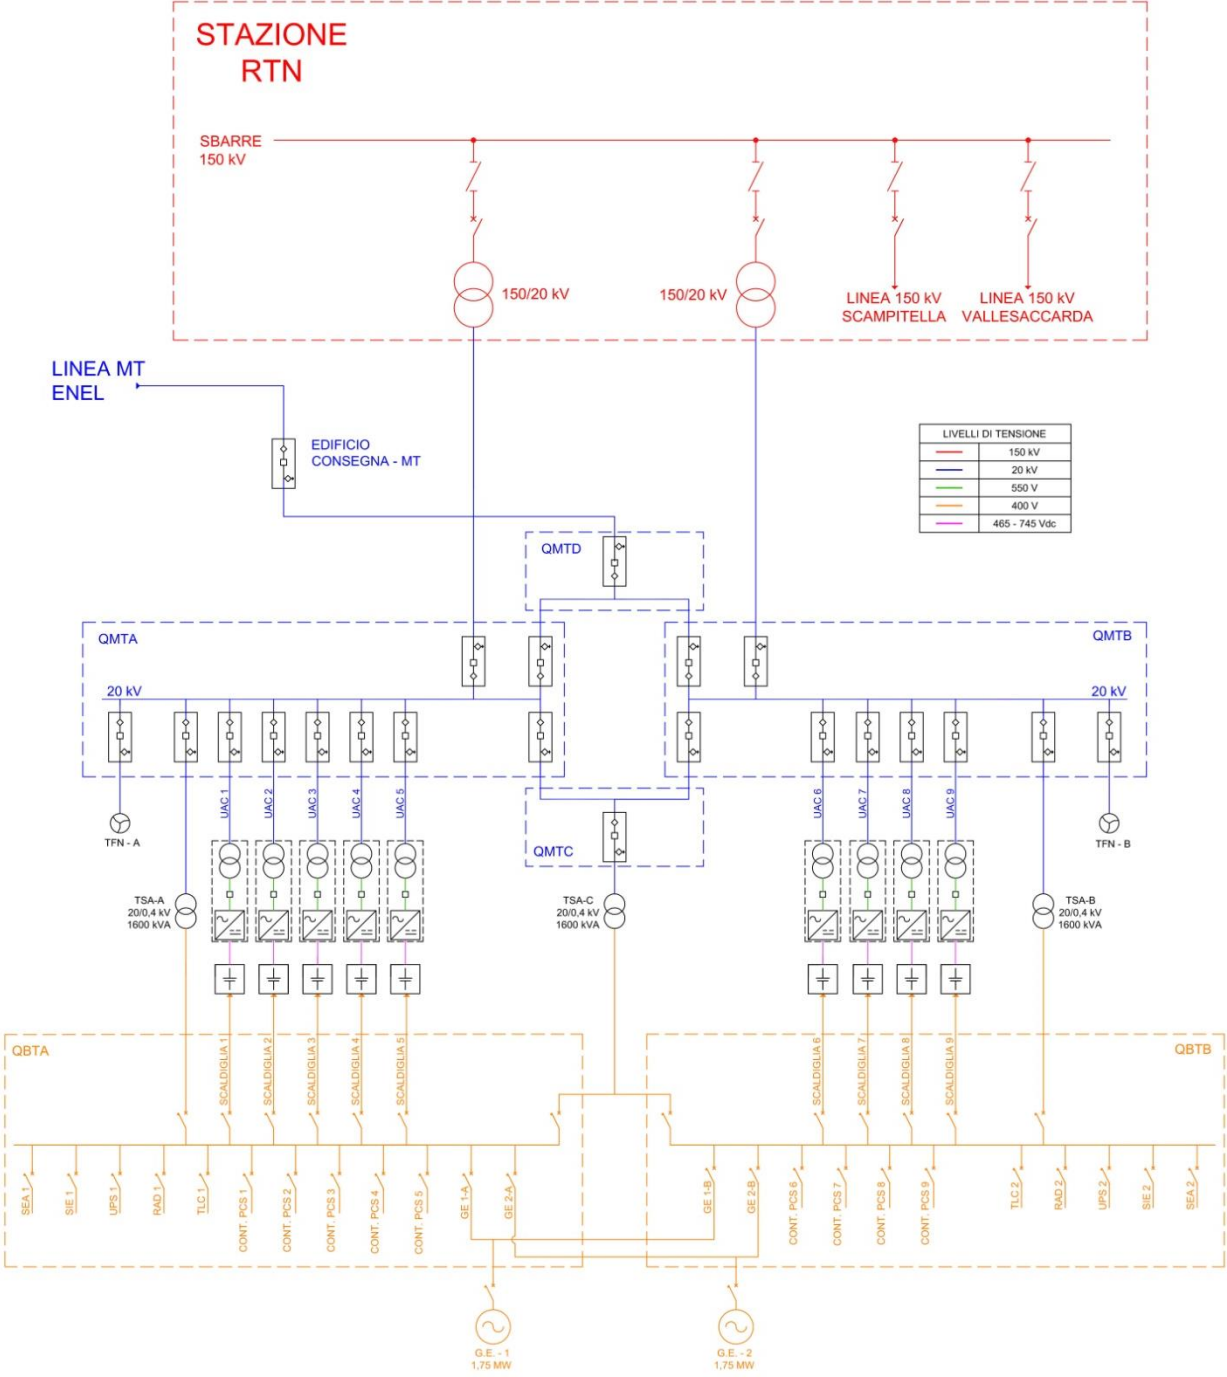 STAZIONE
RTN
SBARRE
150 kV
150/20 kV
150/20 kV
LINEA 150 kV
SCAMPITELLA
LINEA 150 kV
VALLESACCARDA
LINEA MT
ENEL
EDIFICIO
CONSEGNA - MT
LIVELLI DI TENSIONE
150 kV
20 kV
550 V
400 V
465 - 745 Vdc
QMTD
QMTA
QMTB
20 kV
20 kV
UAC 1
UAC 2
UAC 3
UAC 4
UAC 5
UAC 6
UAC 7
UAC 8
UAC 9
TFN - A
QMTC
TFN - B
TSA-A
20/0,4 kV
1600 kVA
TSA-C
20/0,4 kV
1600 kVA
TSA-B
20/0,4 kV
1600 kVA
QBTA
QBTB
SCALDIGLIA 1
SCALDIGLIA 2
SCALDIGLIA 3
SCALDIGLIA 4
SCALDIGLIA 5
SCALDIGLIA 6
SCALDIGLIA 7
SCALDIGLIA 8
SCALDIGLIA 9
SEA 1
SIE 1
UPS 1
RAD 1
TLC 1
CONT. PCS 1
CONT. PCS 2
CONT. PCS 3
CONT. PCS 4
CONT. PCS 5
GE 1-A
GE 2-A
GE 1-B
GE 2-B
CONT. PCS 6
CONT. PCS 7
CONT. PCS 8
CONT. PCS 9
TLC 2
RAD 2
UPS 2
SIE 2
SEA 2
G.E. - 1
1,75 MW
G.E. - 2
1,75 MW